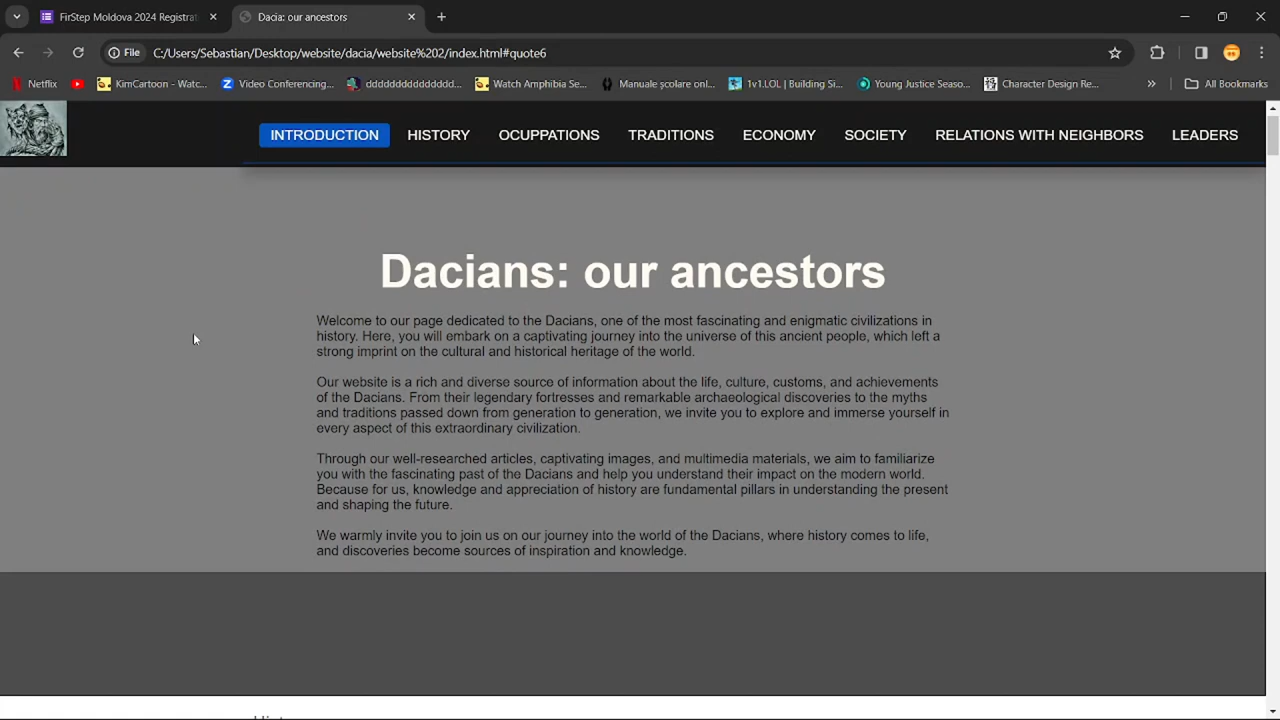 FirStep Moldova 2024 Registrat
Dacia: our ancestors
File
C:/Users/Sebastian/Desktop/website/dacia/website%202/index.html#quote6
Netflix
KimCartoon - Watc...
Video Conferencing...
dddddddddddddddd...
Watch Amphibia Se...
Manuale școlare onl...
1v1.LOL | Building Si...
Young Justice Seaso...
Character Design Re...
All Bookmarks
INTRODUCTION
HISTORY
OCUPPATIONS
TRADITIONS
ECONOMY
SOCIETY
RELATIONS WITH NEIGHBORS
LEADERS
Dacians: our ancestors
Welcome to our page dedicated to the Dacians, one of the most fascinating and enigmatic civilizations in
history. Here, you will embark on a captivating journey into the universe of this ancient people, which left a
strong imprint on the cultural and historical heritage of the world.
Our website is a rich and diverse source of information about the life, culture, customs, and achievements
of the Dacians. From their legendary fortresses and remarkable archaeological discoveries to the myths
and traditions passed down from generation to generation, we invite you to explore and immerse yourself in
every aspect of this extraordinary civilization.
Through our well-researched articles, captivating images, and multimedia materials, we aim to familiarize
you with the fascinating past of the Dacians and help you understand their impact on the modern world.
Because for us, knowledge and appreciation of history are fundamental pillars in understanding the present
and shaping the future.
We warmly invite you to join us on our journey into the world of the Dacians, where history comes to life,
and discoveries become sources of inspiration and knowledge.